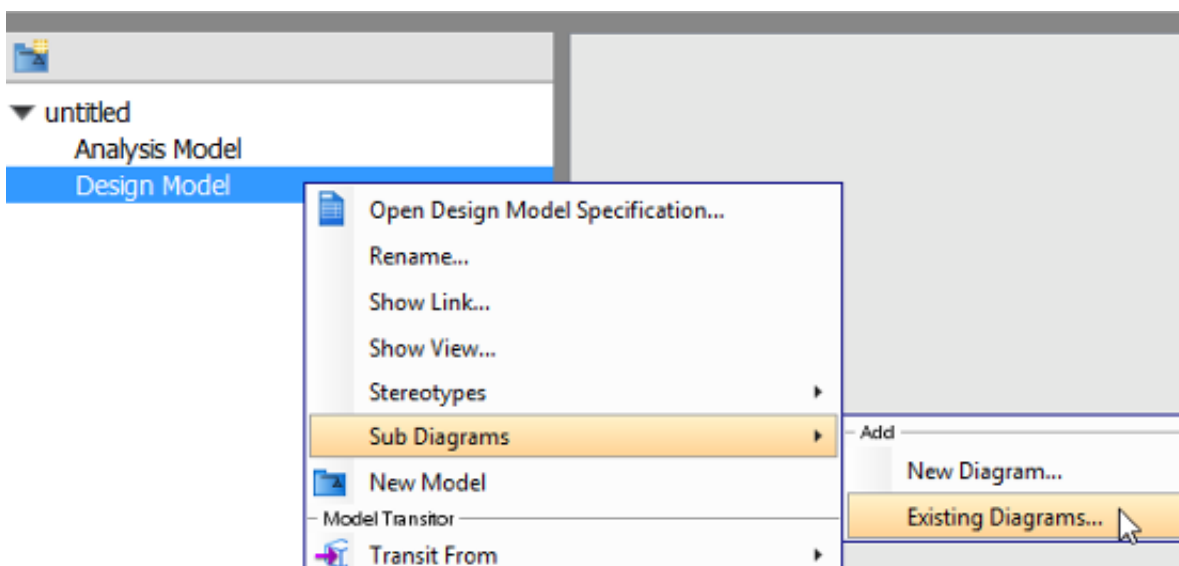 untitled
Analysis Model
Design Model
Open Design Model Specification...
Rename...
Show Link...
Show View...
Stereotypes
Sub Diagrams
Add
New Diagram...
Existing Diagrams...
New Model
Model Transitor
Transit From